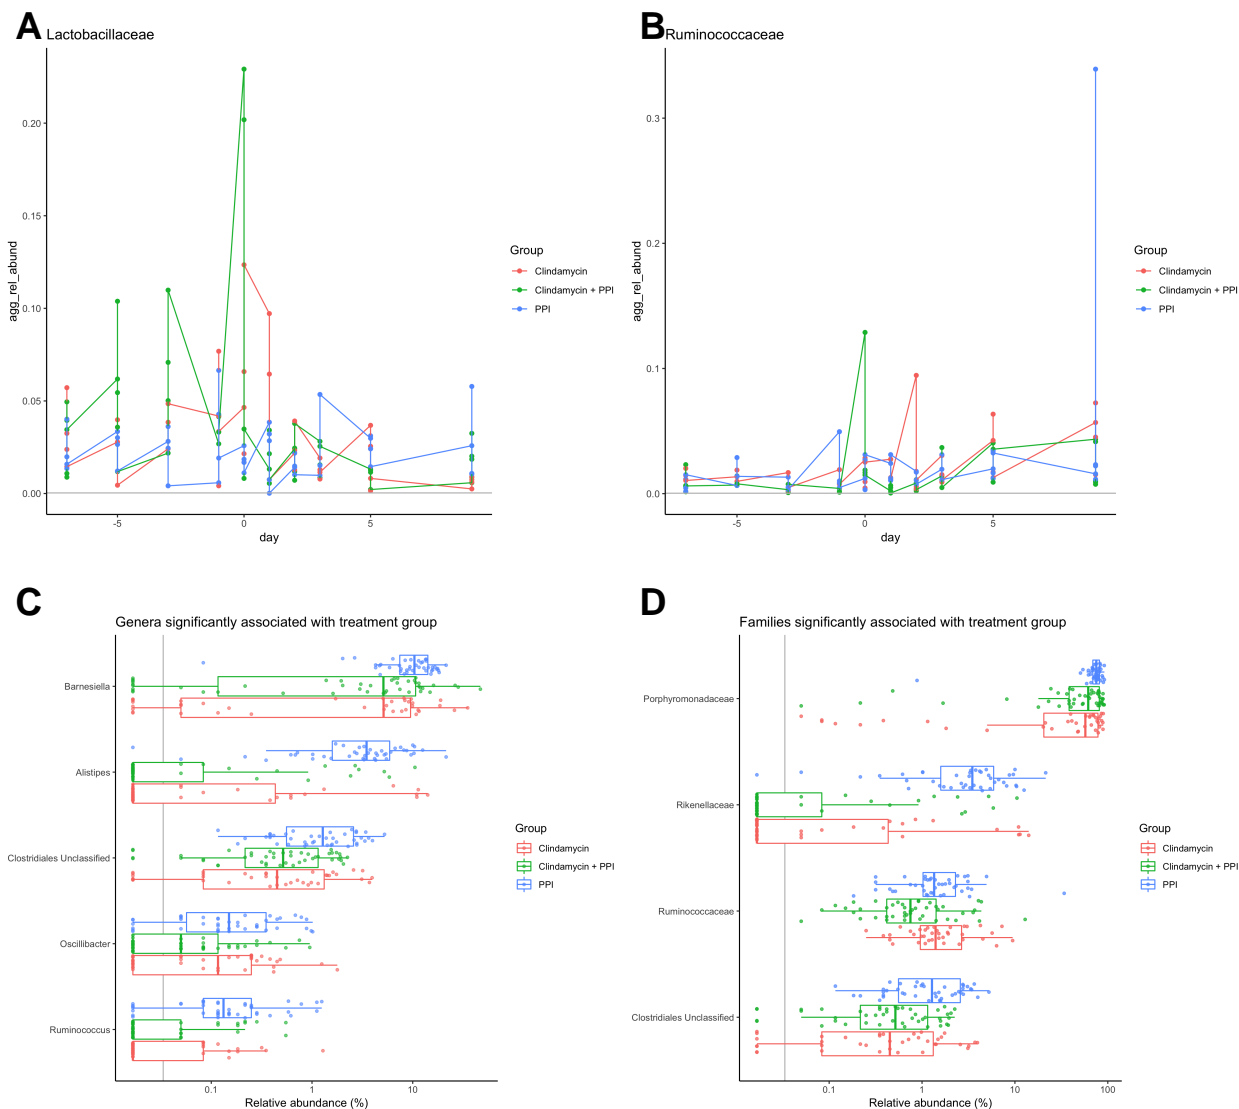 A
Lactobacillaceae
0.20
0.15
0.10
0.05
0.00
agg_rel_abund
-5
0
5
day
Group
Clindamycin
Clindamycin + PPI
PPI
B
Ruminococcaceae
0.3
0.2
0.1
0.0
agg_rel_abund
-5
0
5
day
Group
Clindamycin
Clindamycin + PPI
PPI
C
Genera significantly associated with treatment group
Barnesiella
Alistipes
Clostridiales Unclassified
Oscillibacter
Ruminococcus
0.1
1
10
Relative abundance (%)
Group
Clindamycin
Clindamycin + PPI
PPI
D
Families significantly associated with treatment group
Porphyromonadaceae
Rikenellaceae
Ruminococcaceae
Clostridiales Unclassified
0.1
1
10
100
Relative abundance (%)
Group
Clindamycin
Clindamycin + PPI
PPI